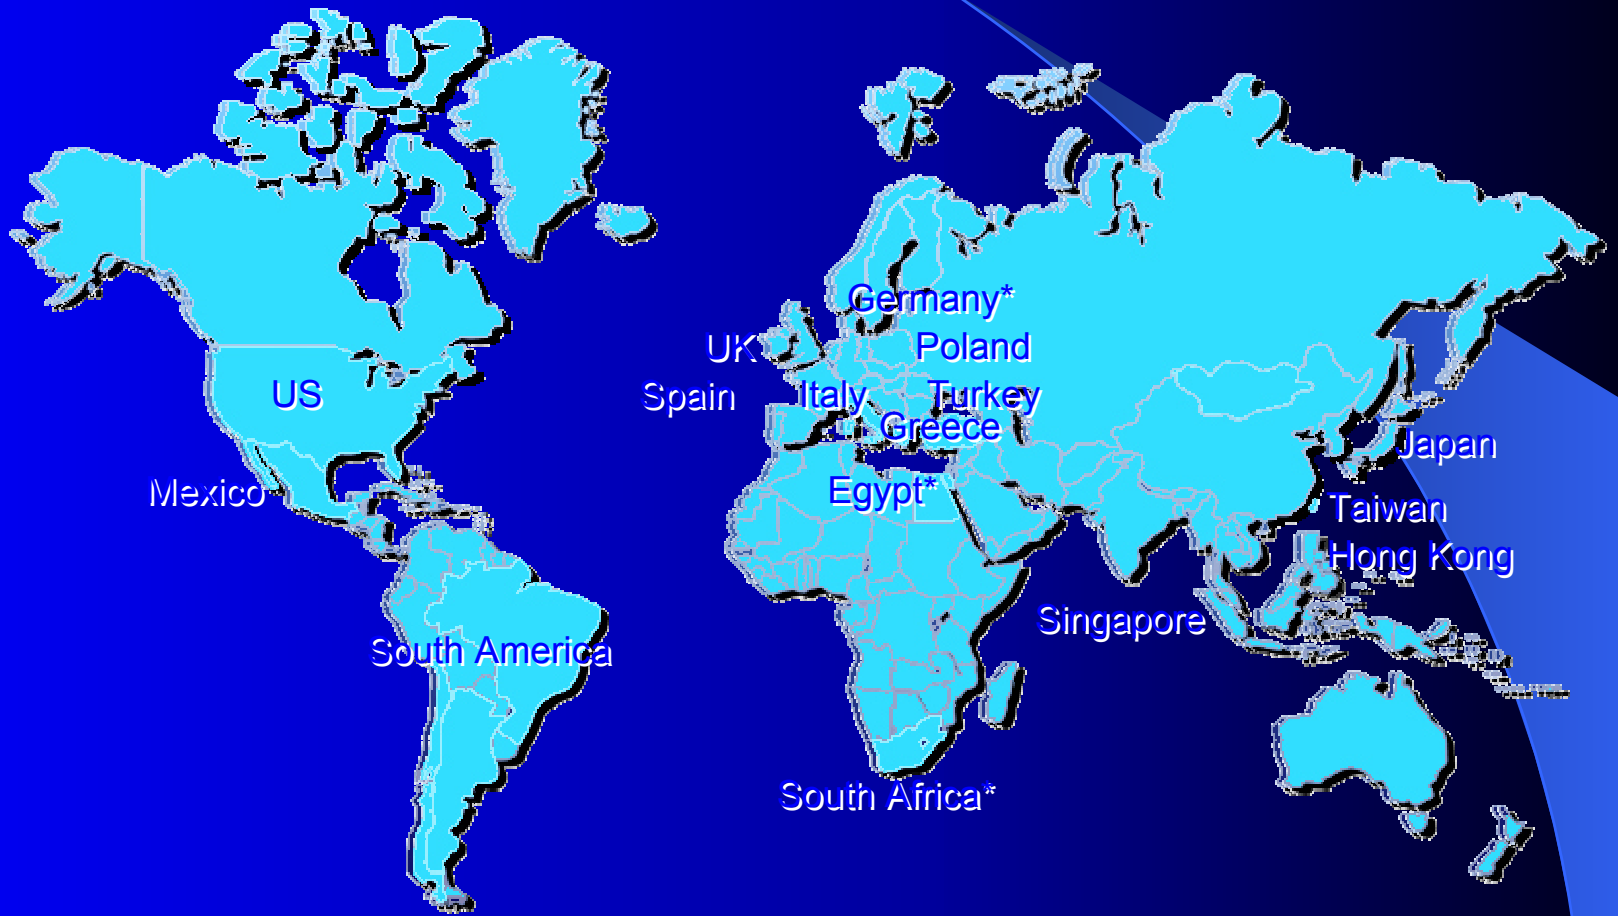 Germany*
UK
Poland
US
Spain
Italy
Turkey
Greece
Japan
Mexico
Egypt*
Taiwan
Hong Kong
Singapore
South America
South Africa*